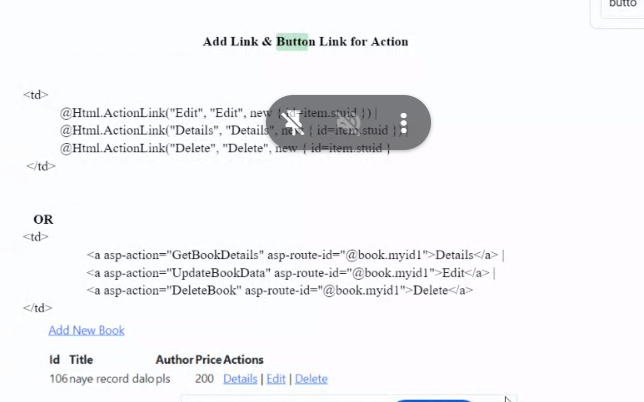 butto
Add Link & Button Link for Action
<td>
@Html.ActionLink("Edit", "Edit", new { id=item.stuid }) |
@Html.ActionLink("Details", "Details", new { id=item.stuid }
@Html.ActionLink("Delete", "Delete", new { id=item.stuid }
</td>
OR
<td>
<a asp-action="GetBookDetails" asp-route-id="@book.myid1">Details</a> |
<a asp-action="UpdateBookData" asp-route-id="@book.myid1">Edit</a> |
<a asp-action="DeleteBook" asp-route-id="@book.myid1">Delete</a>
</td>
Add New Book
Id Title Author Price Actions
106 naye record dalo pls 200 Details | Edit | Delete